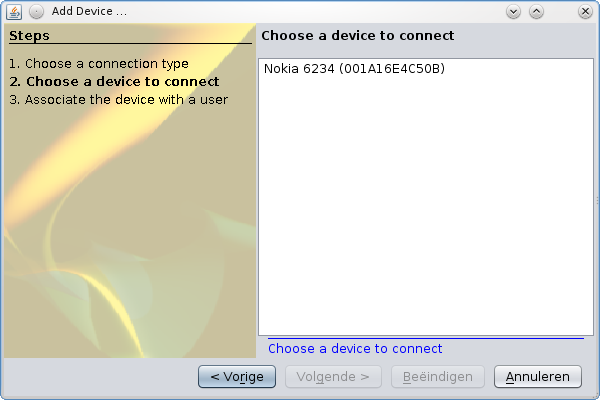 Add Device ...
Steps
1. Choose a connection type
2. Choose a device to connect
3. Associate the device with a user
Choose a device to connect
Nokia 6234 (001A16E4C50B)
Choose a device to connect
< Vorige
Volgende >
Beëindigen
Annuleren